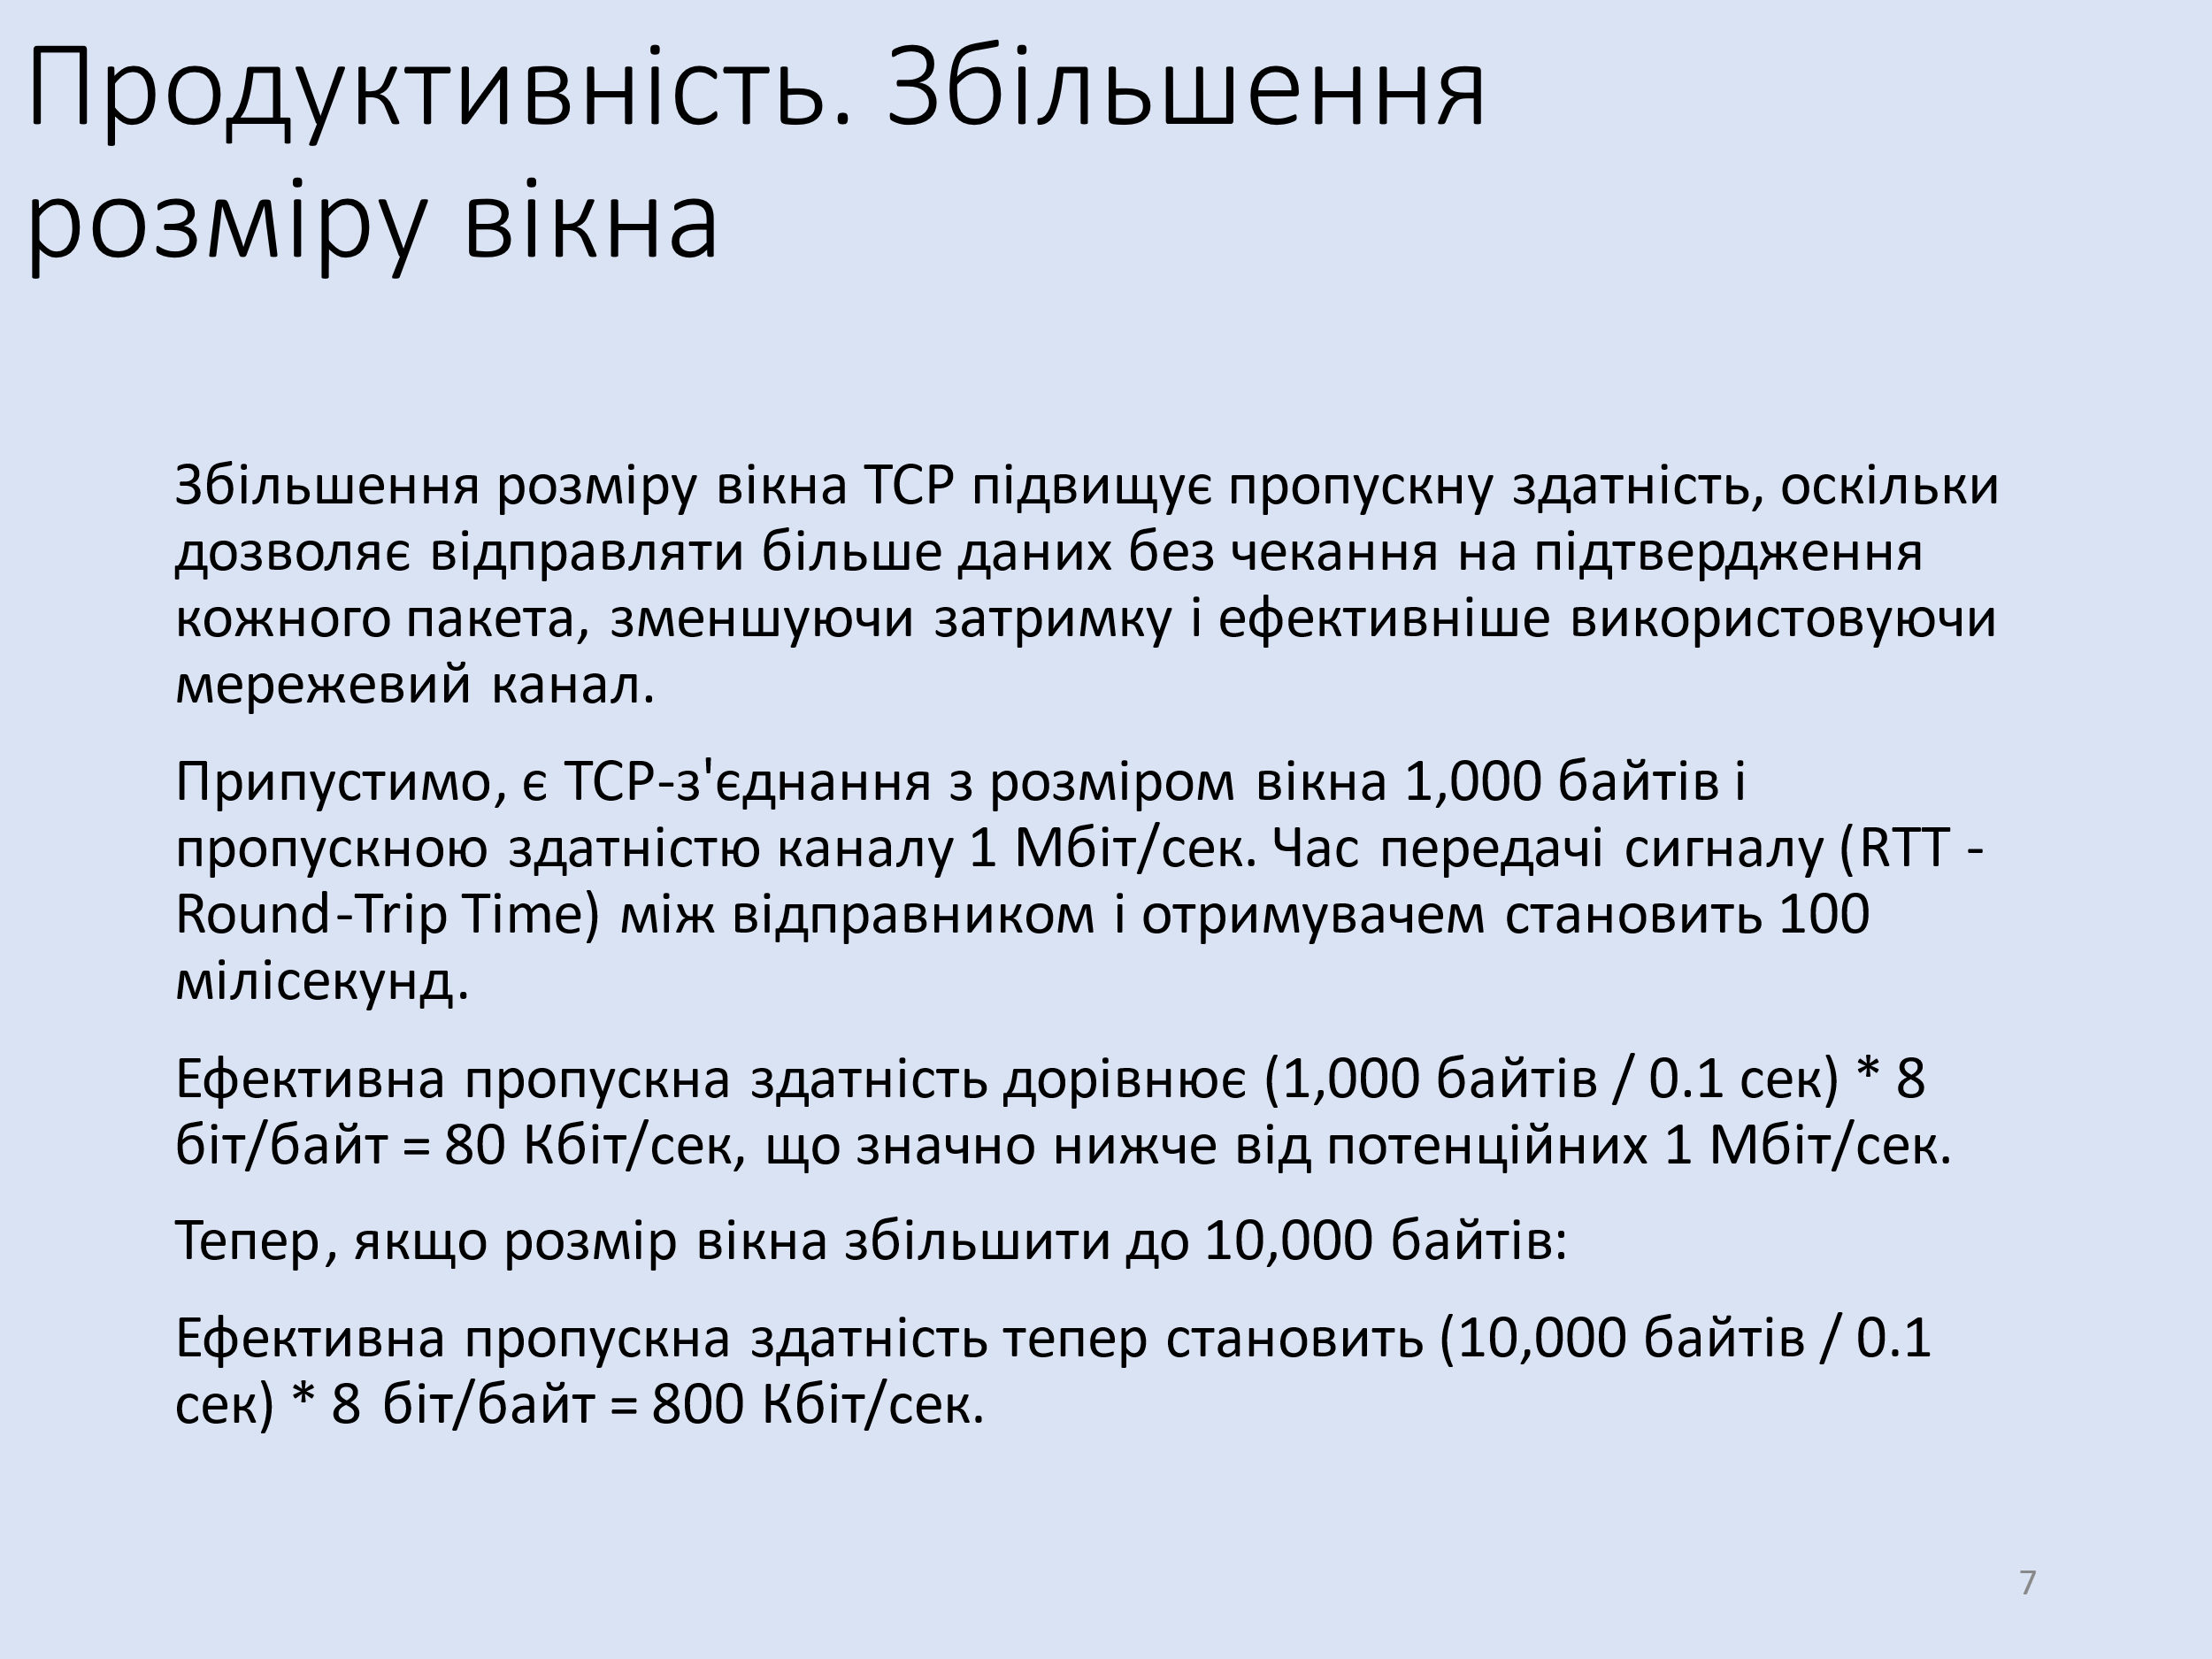 Продуктивність. Збільшення
розміру вікна
Збільшення розміру вікна TCP підвищує пропускну здатність, оскільки
дозволяє відправляти більше даних без чекання на підтвердження
кожного пакета, зменшуючи затримку і ефективніше використовуючи
мережевий канал.
Припустимо, є TCP-з'єднання з розміром вікна 1,000 байтів і
пропускною здатністю каналу 1 Мбіт/сек. Час передачі сигналу (RTT -
Round-Trip Time) між відправником і отримувачем становить 100
мілісекунд.
Ефективна пропускна здатність дорівнює (1,000 байтів / 0.1 сек) * 8
біт/байт = 80 Кбіт/сек, що значно нижче від потенційних 1 Мбіт/сек.
Тепер, якщо розмір вікна збільшити до 10,000 байтів:
Ефективна пропускна здатність тепер становить (10,000 байтів / 0.1
сек) * 8 біт/байт = 800 Кбіт/сек.
7